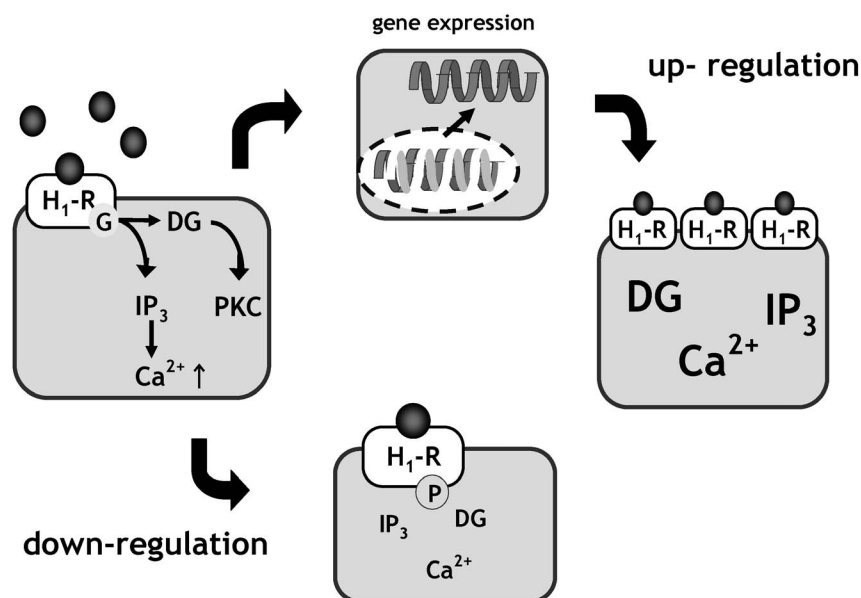 gene expression
up- regulation
H₁-R
G
DG
IP₃
PKC
Ca²⁺ ↑
H₁-R
H₁-R
H₁-R
DG
IP₃
Ca²⁺
down-regulation
H₁-R
P
IP₃
DG
Ca²⁺